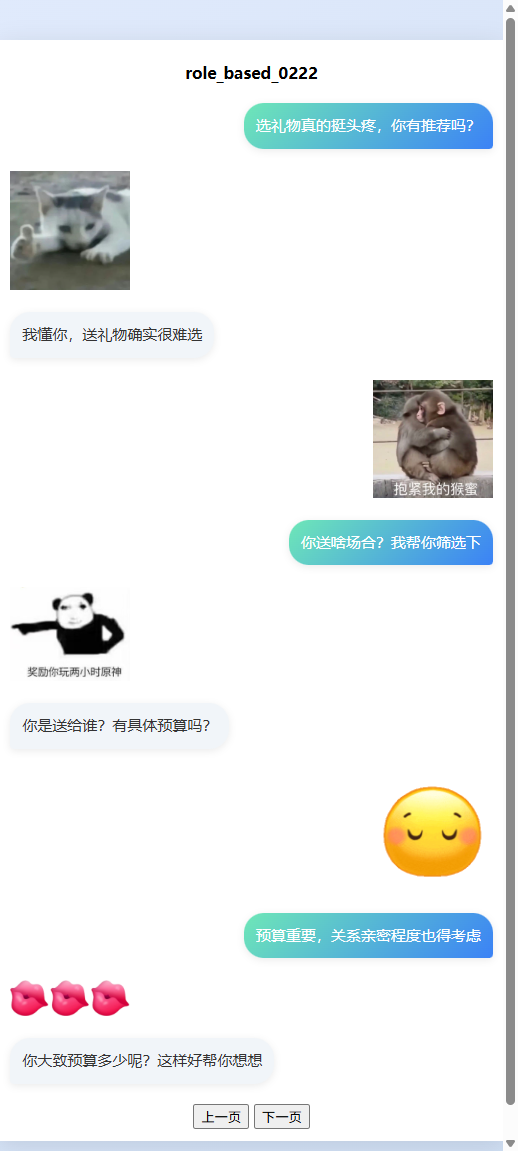 role_based_0222
选礼物真的挺头疼，你有推荐吗？
我懂你，送礼物确实很难选
抱紧我的猴蜜
你送啥场合？我帮你筛选下
奖励你玩两小时原神
你是送给谁？有具体预算吗？
预算重要，关系亲密程度也得考虑
你大致预算多少呢？这样好帮你想想
上一页 下一页